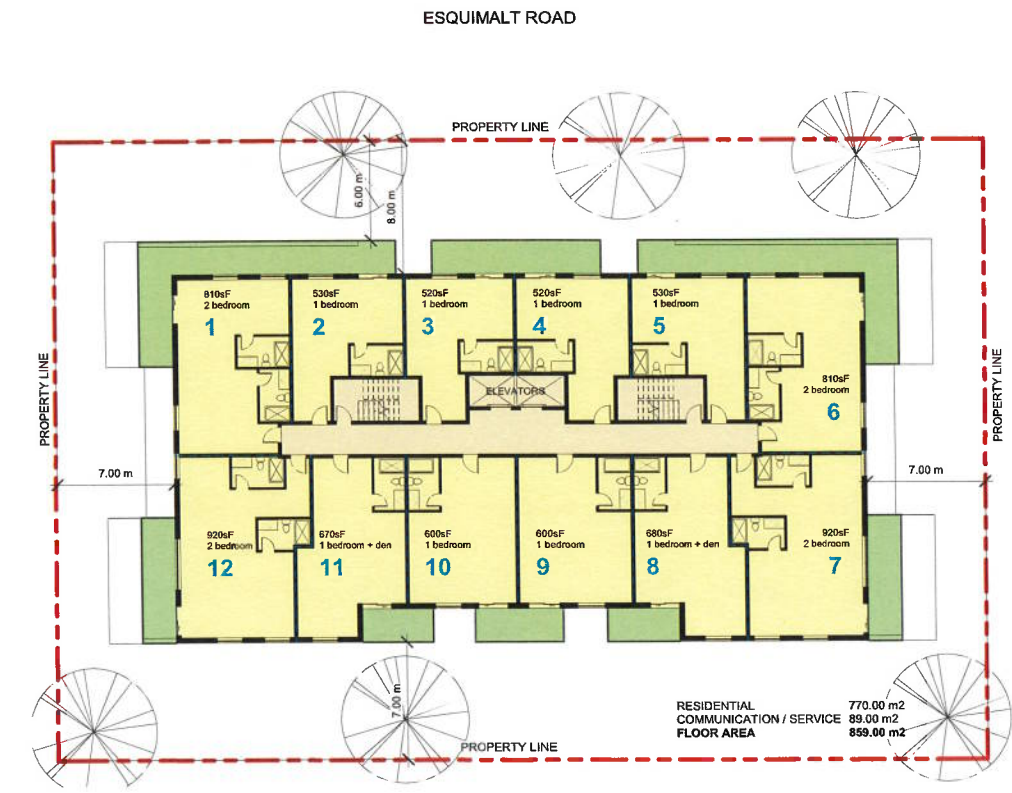 ESQUIMALT ROAD
PROPERTY LINE
6.00 m
8.00 m
810sF
2 bedroom
1
530sF
1 bedroom
2
520sF
1 bedroom
3
520sF
1 bedroom
4
530sF
1 bedroom
5
ELEVATORS
810sF
2 bedroom
6
PROPERTY LINE
PROPERTY LINE
7.00 m
7.00 m
920sF
2 bedroom
12
670sF
1 bedroom + den
11
600sF
1 bedroom
10
600sF
1 bedroom
9
680sF
1 bedroom + den
8
920sF
2 bedroom
7
7.00 m
RESIDENTIAL 770.00 m2
COMMUNICATION / SERVICE 89.00 m2
FLOOR AREA 859.00 m2
PROPERTY LINE